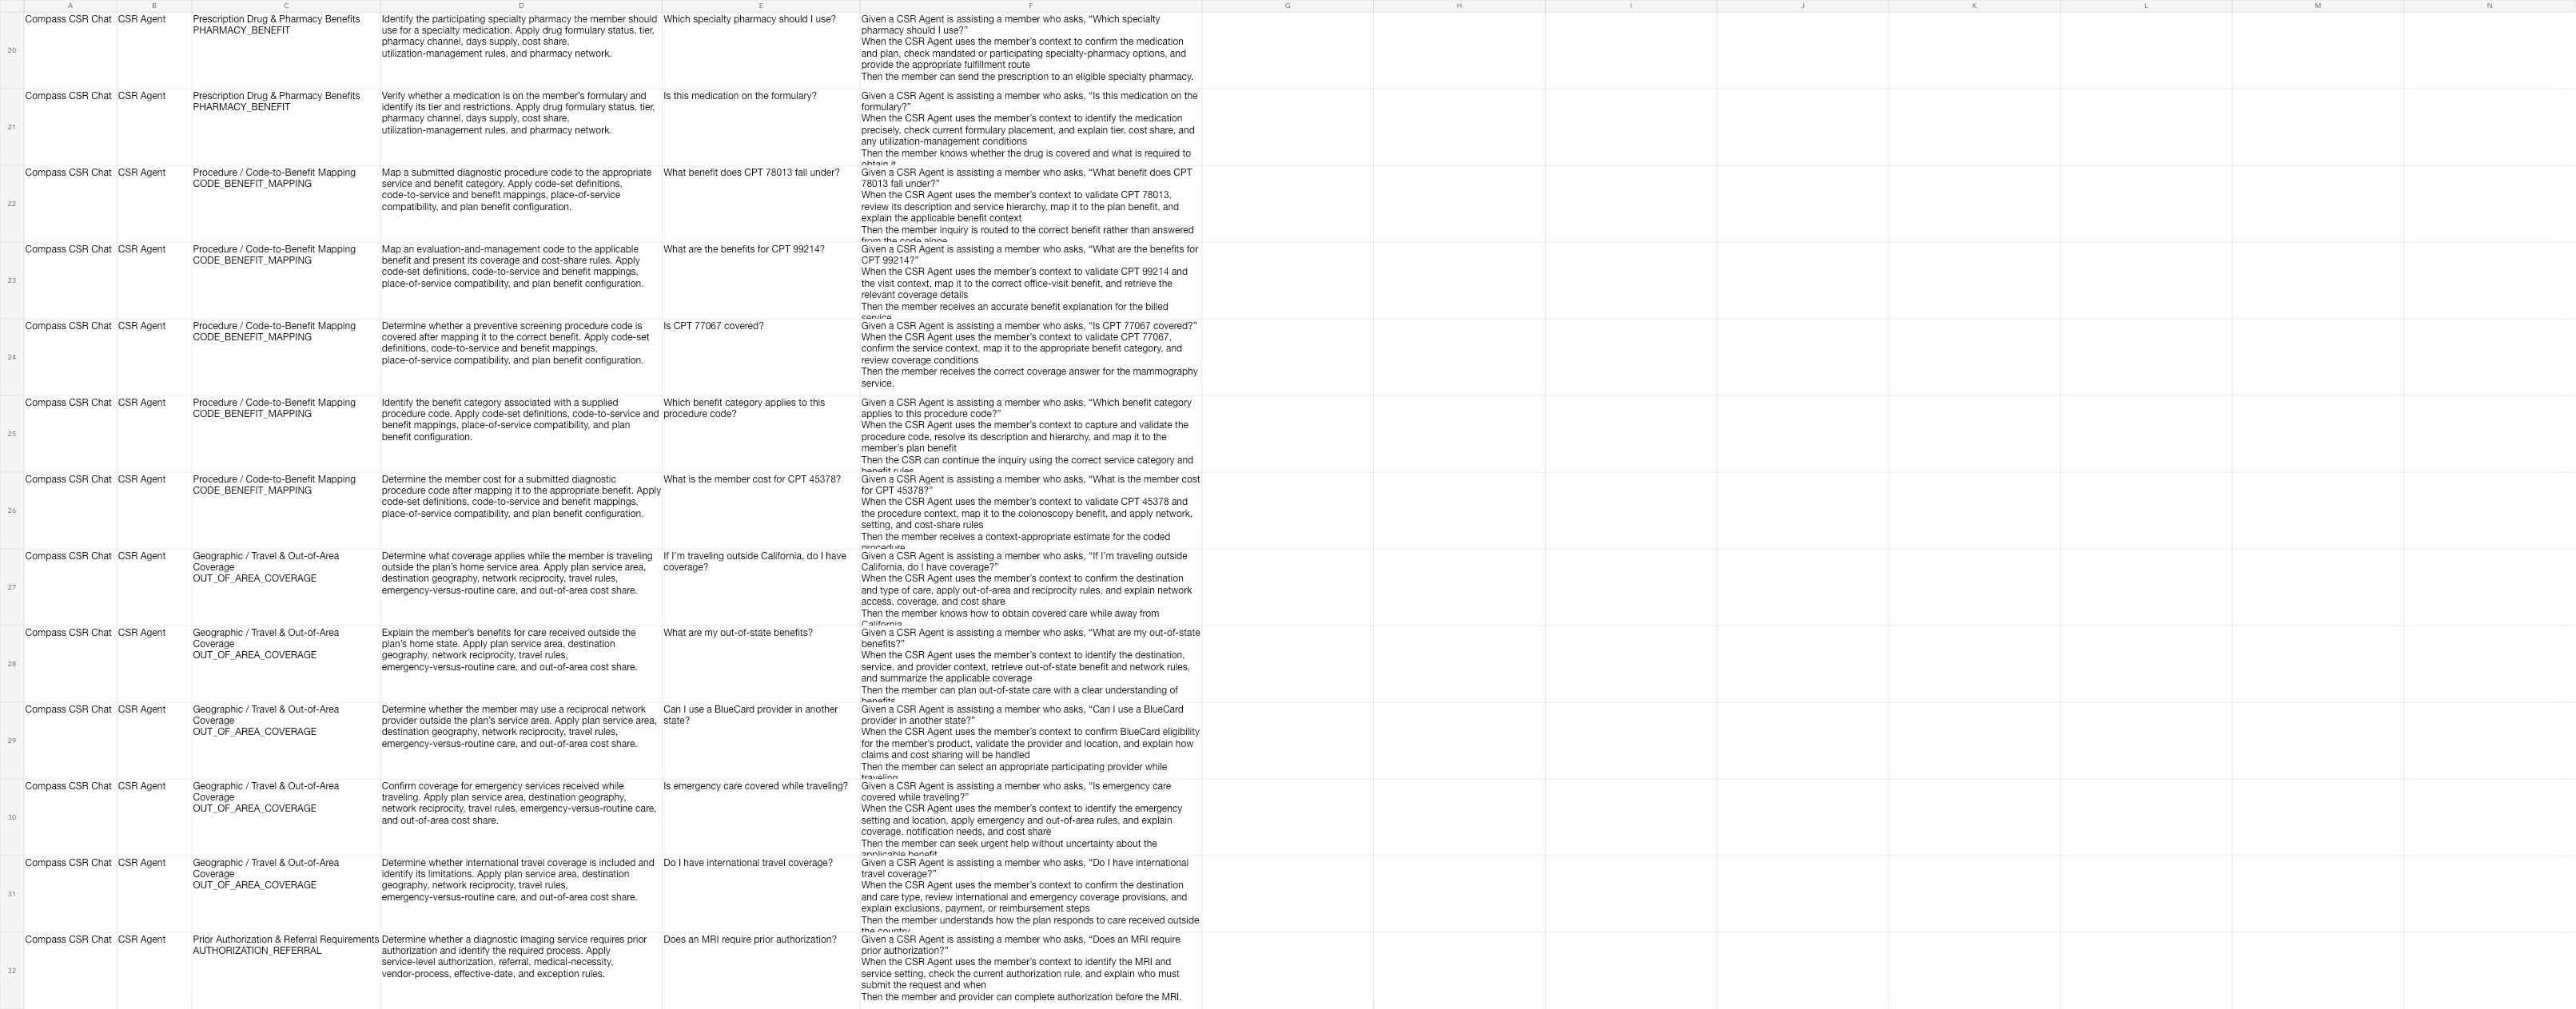 A B C D E F G H I J K L M N
20
Compass CSR Chat
CSR Agent
Prescription Drug & Pharmacy Benefits
PHARMACY_BENEFIT
Identify the participating specialty pharmacy the member should
use for a specialty medication. Apply drug formulary status, tier,
pharmacy channel, days supply, cost share,
utilization-management rules, and pharmacy network.
Which specialty pharmacy should I use?
Given a CSR Agent is assisting a member who asks, “Which specialty
pharmacy should I use?”
When the CSR Agent uses the member’s context to confirm the medication
and plan, check mandated or participating specialty-pharmacy options, and
provide the appropriate fulfillment route
Then the member can send the prescription to an eligible specialty pharmacy.
21
Compass CSR Chat
CSR Agent
Prescription Drug & Pharmacy Benefits
PHARMACY_BENEFIT
Verify whether a medication is on the member’s formulary and
identify its tier and restrictions. Apply drug formulary status, tier,
pharmacy channel, days supply, cost share,
utilization-management rules, and pharmacy network.
Is this medication on the formulary?
Given a CSR Agent is assisting a member who asks, “Is this medication on the
formulary?”
When the CSR Agent uses the member’s context to identify the medication
precisely, check current formulary placement, and explain tier, cost share, and
any utilization-management conditions
Then the member knows whether the drug is covered and what is required to
obtain it.
22
Compass CSR Chat
CSR Agent
Procedure / Code-to-Benefit Mapping
CODE_BENEFIT_MAPPING
Map a submitted diagnostic procedure code to the appropriate
service and benefit category. Apply code-set definitions,
code-to-service and benefit mappings, place-of-service
compatibility, and plan benefit configuration.
What benefit does CPT 78013 fall under?
Given a CSR Agent is assisting a member who asks, “What benefit does CPT
78013 fall under?”
When the CSR Agent uses the member’s context to validate CPT 78013,
review its description and service hierarchy, map it to the plan benefit, and
explain the applicable benefit context
Then the member inquiry is routed to the correct benefit rather than answered
from the code alone.
23
Compass CSR Chat
CSR Agent
Procedure / Code-to-Benefit Mapping
CODE_BENEFIT_MAPPING
Map an evaluation-and-management code to the applicable
benefit and present its coverage and cost-share rules. Apply
code-set definitions, code-to-service and benefit mappings,
place-of-service compatibility, and plan benefit configuration.
What are the benefits for CPT 99214?
Given a CSR Agent is assisting a member who asks, “What are the benefits for
CPT 99214?”
When the CSR Agent uses the member’s context to validate CPT 99214 and
the visit context, map it to the correct office-visit benefit, and retrieve the
relevant coverage details
Then the member receives an accurate benefit explanation for the billed
service.
24
Compass CSR Chat
CSR Agent
Procedure / Code-to-Benefit Mapping
CODE_BENEFIT_MAPPING
Determine whether a preventive screening procedure code is
covered after mapping it to the correct benefit. Apply code-set
definitions, code-to-service and benefit mappings,
place-of-service compatibility, and plan benefit configuration.
Is CPT 77067 covered?
Given a CSR Agent is assisting a member who asks, “Is CPT 77067 covered?”
When the CSR Agent uses the member’s context to validate CPT 77067,
confirm the service context, map it to the appropriate benefit category, and
review coverage conditions
Then the member receives the correct coverage answer for the mammography
service.
25
Compass CSR Chat
CSR Agent
Procedure / Code-to-Benefit Mapping
CODE_BENEFIT_MAPPING
Identify the benefit category associated with a supplied
procedure code. Apply code-set definitions, code-to-service and
benefit mappings, place-of-service compatibility, and plan
benefit configuration.
Which benefit category applies to this
procedure code?
Given a CSR Agent is assisting a member who asks, “Which benefit category
applies to this procedure code?”
When the CSR Agent uses the member’s context to capture and validate the
procedure code, resolve its description and hierarchy, and map it to the
member’s plan benefit
Then the CSR can continue the inquiry using the correct service category and
benefit rules.
26
Compass CSR Chat
CSR Agent
Procedure / Code-to-Benefit Mapping
CODE_BENEFIT_MAPPING
Determine the member cost for a submitted diagnostic
procedure code after mapping it to the appropriate benefit. Apply
code-set definitions, code-to-service and benefit mappings,
place-of-service compatibility, and plan benefit configuration.
What is the member cost for CPT 45378?
Given a CSR Agent is assisting a member who asks, “What is the member cost
for CPT 45378?”
When the CSR Agent uses the member’s context to validate CPT 45378 and
the procedure context, map it to the colonoscopy benefit, and apply network,
setting, and cost-share rules
Then the member receives a context-appropriate estimate for the coded
procedure.
27
Compass CSR Chat
CSR Agent
Geographic / Travel & Out-of-Area
Coverage
OUT_OF_AREA_COVERAGE
Determine what coverage applies while the member is traveling
outside the plan’s home service area. Apply plan service area,
destination geography, network reciprocity, travel rules,
emergency-versus-routine care, and out-of-area cost share.
If I’m traveling outside California, do I have
coverage?
Given a CSR Agent is assisting a member who asks, “If I’m traveling outside
California, do I have coverage?”
When the CSR Agent uses the member’s context to confirm the destination
and type of care, apply out-of-area and reciprocity rules, and explain network
access, coverage, and cost share
Then the member knows how to obtain covered care while away from
California.
28
Compass CSR Chat
CSR Agent
Geographic / Travel & Out-of-Area
Coverage
OUT_OF_AREA_COVERAGE
Explain the member’s benefits for care received outside the
plan’s home state. Apply plan service area, destination
geography, network reciprocity, travel rules,
emergency-versus-routine care, and out-of-area cost share.
What are my out-of-state benefits?
Given a CSR Agent is assisting a member who asks, “What are my out-of-state
benefits?”
When the CSR Agent uses the member’s context to identify the destination,
service, and provider context, retrieve out-of-state benefit and network rules,
and summarize the applicable coverage
Then the member can plan out-of-state care with a clear understanding of
benefits.
29
Compass CSR Chat
CSR Agent
Geographic / Travel & Out-of-Area
Coverage
OUT_OF_AREA_COVERAGE
Determine whether the member may use a reciprocal network
provider outside the plan’s service area. Apply plan service area,
destination geography, network reciprocity, travel rules,
emergency-versus-routine care, and out-of-area cost share.
Can I use a BlueCard provider in another
state?
Given a CSR Agent is assisting a member who asks, “Can I use a BlueCard
provider in another state?”
When the CSR Agent uses the member’s context to confirm BlueCard eligibility
for the member’s product, validate the provider and location, and explain how
claims and cost sharing will be handled
Then the member can select an appropriate participating provider while
traveling.
30
Compass CSR Chat
CSR Agent
Geographic / Travel & Out-of-Area
Coverage
OUT_OF_AREA_COVERAGE
Confirm coverage for emergency services received while
traveling. Apply plan service area, destination geography,
network reciprocity, travel rules, emergency-versus-routine care,
and out-of-area cost share.
Is emergency care covered while traveling?
Given a CSR Agent is assisting a member who asks, “Is emergency care
covered while traveling?”
When the CSR Agent uses the member’s context to identify the emergency
setting and location, apply emergency and out-of-area rules, and explain
coverage, notification needs, and cost share
Then the member can seek urgent help without uncertainty about the
applicable benefit.
31
Compass CSR Chat
CSR Agent
Geographic / Travel & Out-of-Area
Coverage
OUT_OF_AREA_COVERAGE
Determine whether international travel coverage is included and
identify its limitations. Apply plan service area, destination
geography, network reciprocity, travel rules,
emergency-versus-routine care, and out-of-area cost share.
Do I have international travel coverage?
Given a CSR Agent is assisting a member who asks, “Do I have international
travel coverage?”
When the CSR Agent uses the member’s context to confirm the destination
and care type, review international and emergency coverage provisions, and
explain exclusions, payment, or reimbursement steps
Then the member understands how the plan responds to care received outside
the country.
32
Compass CSR Chat
CSR Agent
Prior Authorization & Referral Requirements
AUTHORIZATION_REFERRAL
Determine whether a diagnostic imaging service requires prior
authorization and identify the required process. Apply
service-level authorization, referral, medical-necessity,
vendor-process, effective-date, and exception rules.
Does an MRI require prior authorization?
Given a CSR Agent is assisting a member who asks, “Does an MRI require
prior authorization?”
When the CSR Agent uses the member’s context to identify the MRI and
service setting, check the current authorization rule, and explain who must
submit the request and when
Then the member and provider can complete authorization before the MRI.